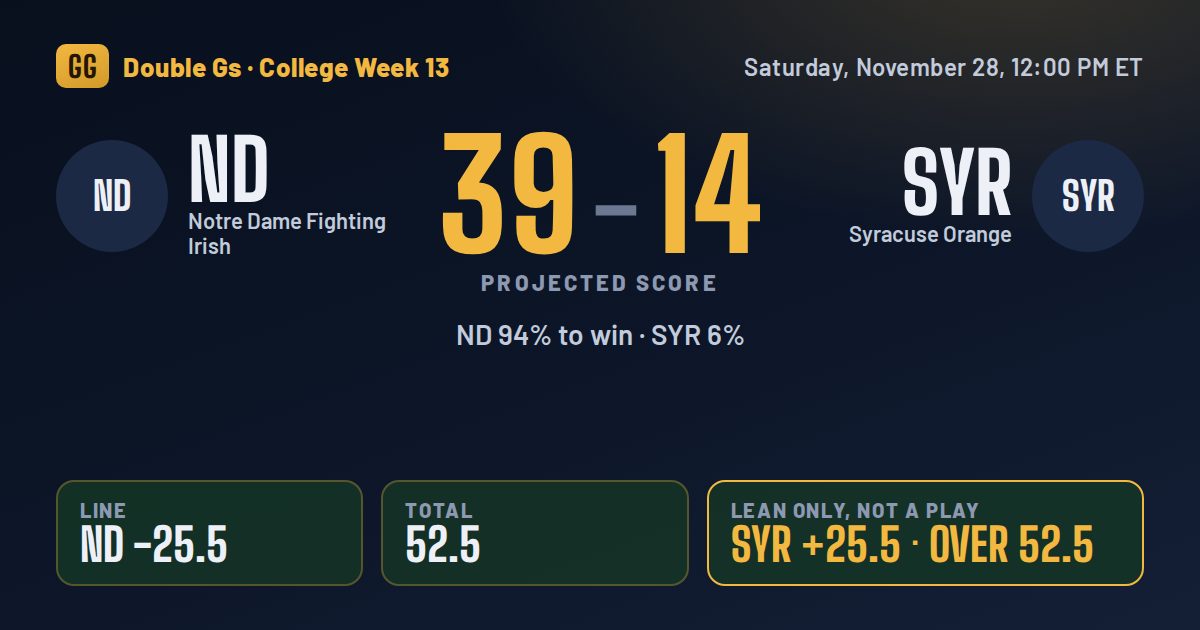 GG
Double Gs · College Week 13
Saturday, November 28, 12:00 PM ET
ND
ND
Notre Dame Fighting
Irish
39 – 14
PROJECTED SCORE
ND 94% to win · SYR 6%
SYR
Syracuse Orange
SYR
LINE
ND −25.5
TOTAL
52.5
LEAN ONLY, NOT A PLAY
SYR +25.5 · OVER 52.5